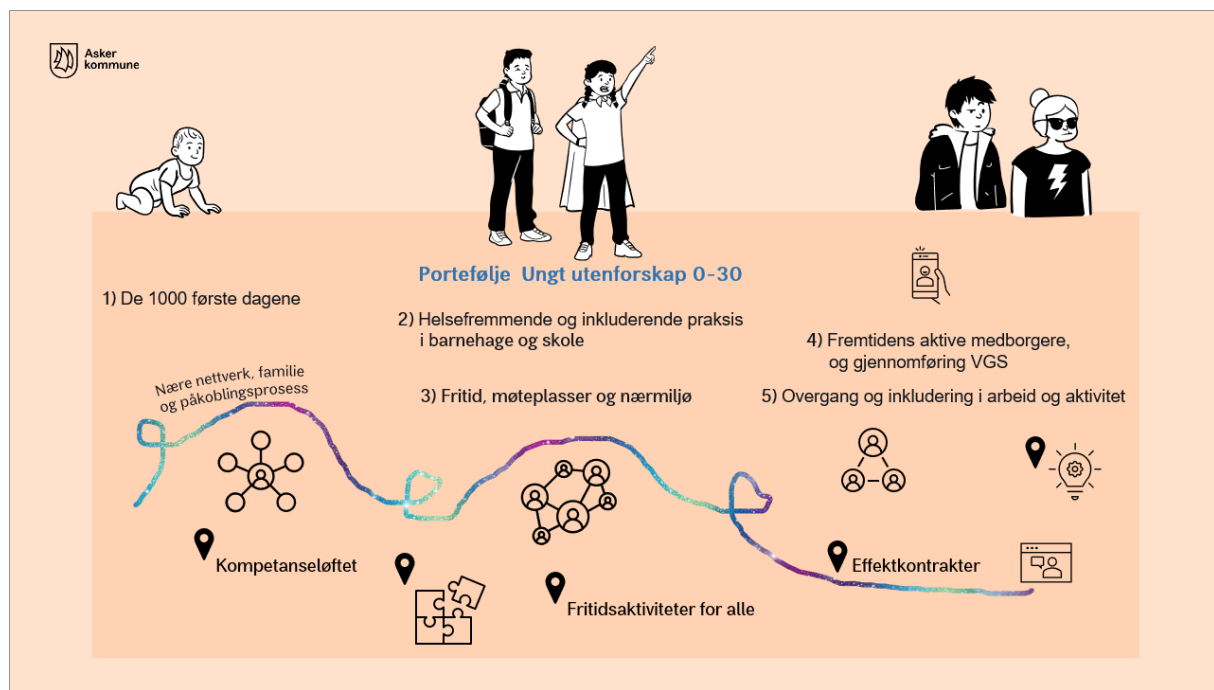 Asker
kommune
Portefølje Ungt utenforskap 0-30
1) De 1000 første dagene
2) Helsefremmende og inkluderende praksis
i barnehage og skole
3) Fritid, møteplasser og nærmiljø
4) Fremtidens aktive medborgere,
og gjennomføring VGS
5) Overgang og inkludering i arbeid og aktivitet
Nære nettverk, familie
og påkoblingsprosess
Kompetanseløftet
Fritidsaktiviteter for alle
Effektkontrakter